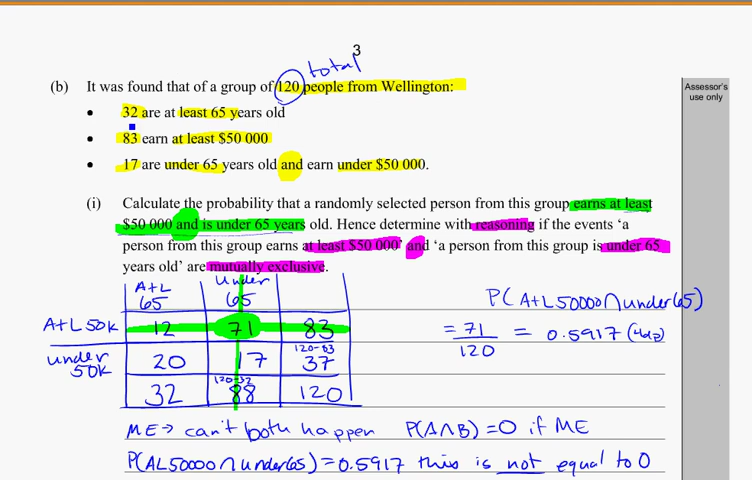 3
total
(b) It was found that of a group of 120 people from Wellington:
• 32 are at least 65 years old
• 83 earn at least $50 000
• 17 are under 65 years old and earn under $50 000.
Assessor's
use only
(i) Calculate the probability that a randomly selected person from this group earns at least
$50 000 and is under 65 years old. Hence determine with reasoning if the events ‘a
person from this group earns at least $50 000’ and ‘a person from this group is under 65
years old’ are mutually exclusive.
A+L 65 under 65
A+L 50k 12 71 83
under 50K 20 17 120-83 37
32 120-32 88 120
P(A+L50000∩under65)
= 71/120 = 0.5917 (4dp)
ME → can't both happen P(A∩B)=0 if ME
P(AL50000∩under65)=0.5917 this is not equal to 0